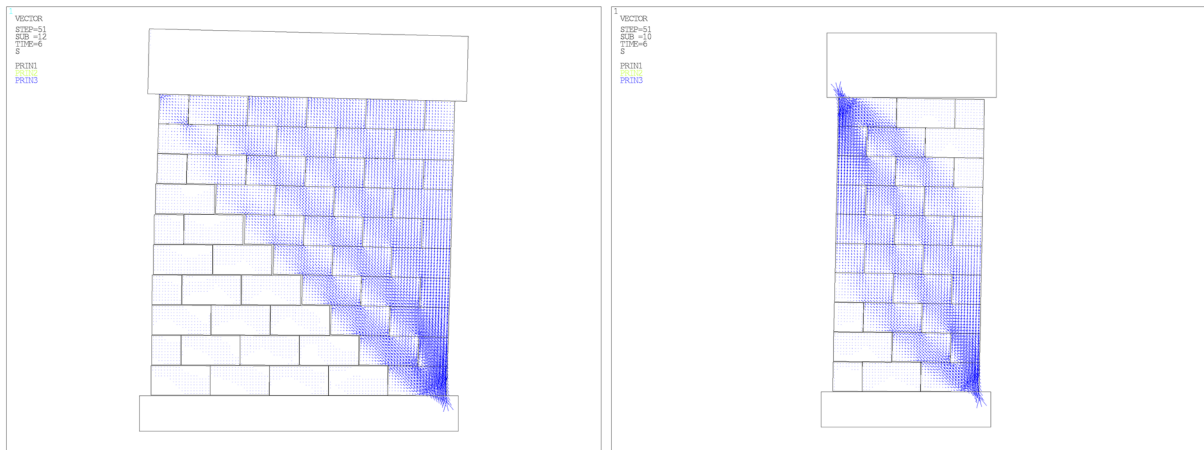 1
VECTOR
STEP=51
SUB =12
TIME=6
S
PRIN1
PRIN3
1
VECTOR
STEP=51
SUB =10
TIME=6
S
PRIN1
PRIN3